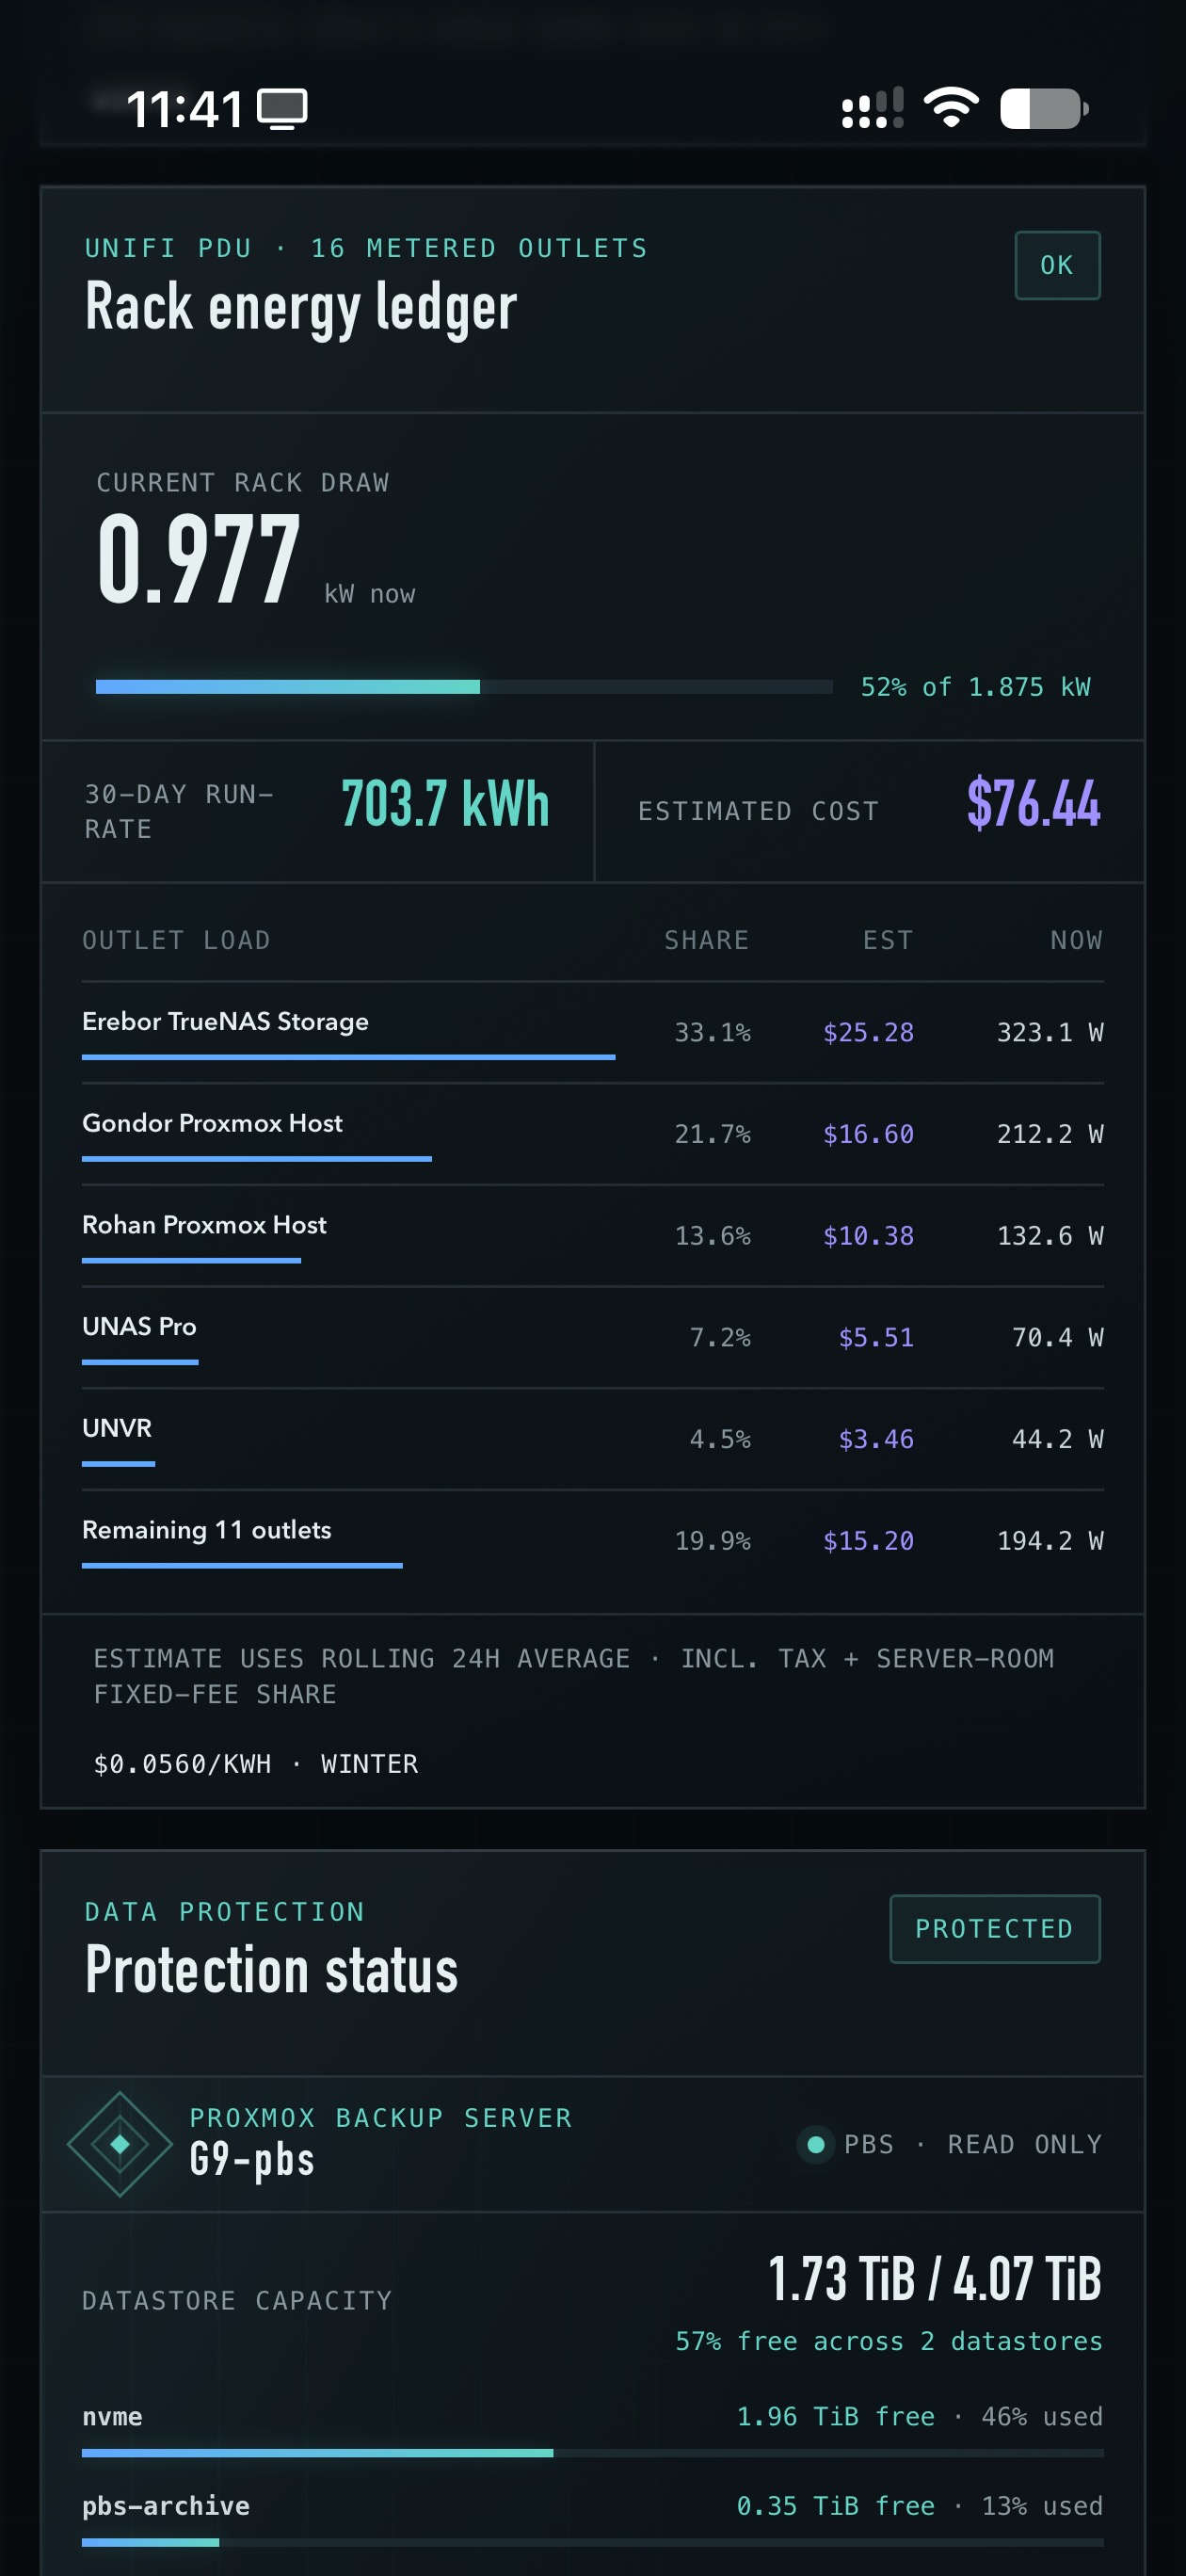 11:41
UNIFI PDU · 16 METERED OUTLETS
OK
Rack energy ledger
CURRENT RACK DRAW
0.977 kW now
52% of 1.875 kW
30-DAY RUN-
RATE
703.7 kWh
ESTIMATED COST
$76.44
OUTLET LOAD SHARE EST NOW
Erebor TrueNAS Storage 33.1% $25.28 323.1 W
Gondor Proxmox Host 21.7% $16.60 212.2 W
Rohan Proxmox Host 13.6% $10.38 132.6 W
UNAS Pro 7.2% $5.51 70.4 W
UNVR 4.5% $3.46 44.2 W
Remaining 11 outlets 19.9% $15.20 194.2 W
ESTIMATE USES ROLLING 24H AVERAGE · INCL. TAX + SERVER-ROOM
FIXED-FEE SHARE
$0.0560/KWH · WINTER
DATA PROTECTION
PROTECTED
Protection status
PROXMOX BACKUP SERVER
G9-pbs
PBS · READ ONLY
DATASTORE CAPACITY
1.73 TiB / 4.07 TiB
57% free across 2 datastores
nvme 1.96 TiB free · 46% used
pbs-archive 0.35 TiB free · 13% used